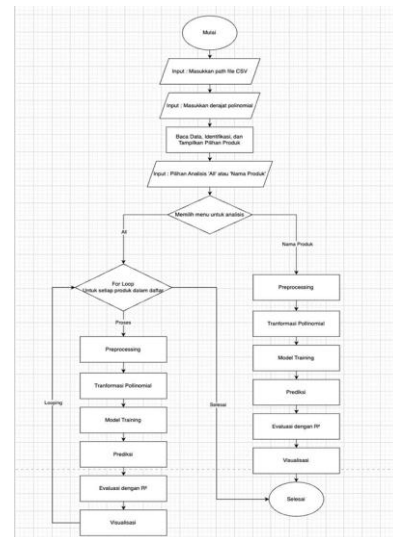 Mulai
Input : Masukkan path file CSV
Input : Masukkan derajat polinomial
Baca Data, Identifikasi, dan
Tampilkan Pilihan Produk
Input : Pilihan Analisis 'All' atau 'Nama Produk'
Memilih menu untuk analisis
All
Nama Produk
For Loop
Untuk setiap produk dalam daftar
Proses
Looping
Selesai
Preprocessing
Tranformasi Pollinomial
Model Training
Prediksi
Evaluasi dengan R²
Visualisasi
Preprocessing
Tranformasi Pollinomial
Model Training
Prediksi
Evaluasi dengan R²
Visualisasi
Selesai